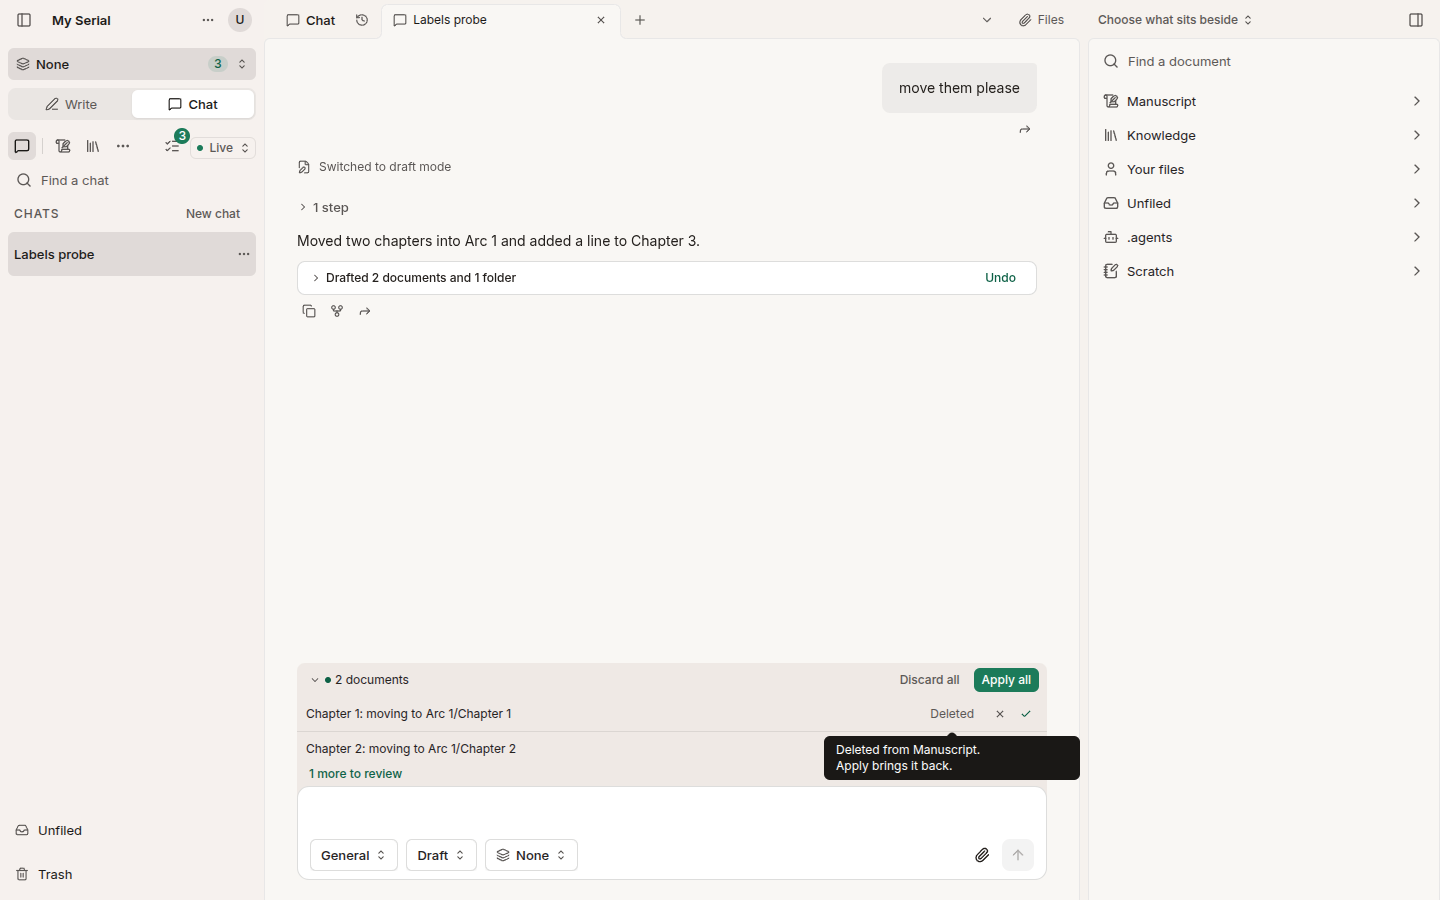 My Serial
U
None
3
Write
Chat
3
Live
Find a chat
CHATS
New chat
Labels probe
Unfiled
Trash
Chat
Labels probe
Files
move them please
Switched to draft mode
1 step
Moved two chapters into Arc 1 and added a line to Chapter 3.
Drafted 2 documents and 1 folder
Undo
2 documents
Discard all
Apply all
Chapter 1: moving to Arc 1/Chapter 1
Deleted
Chapter 2: moving to Arc 1/Chapter 2
Deleted from Manuscript.
Apply brings it back.
1 more to review
General
Draft
None
Choose what sits beside
Find a document
Manuscript
Knowledge
Your files
Unfiled
.agents
Scratch